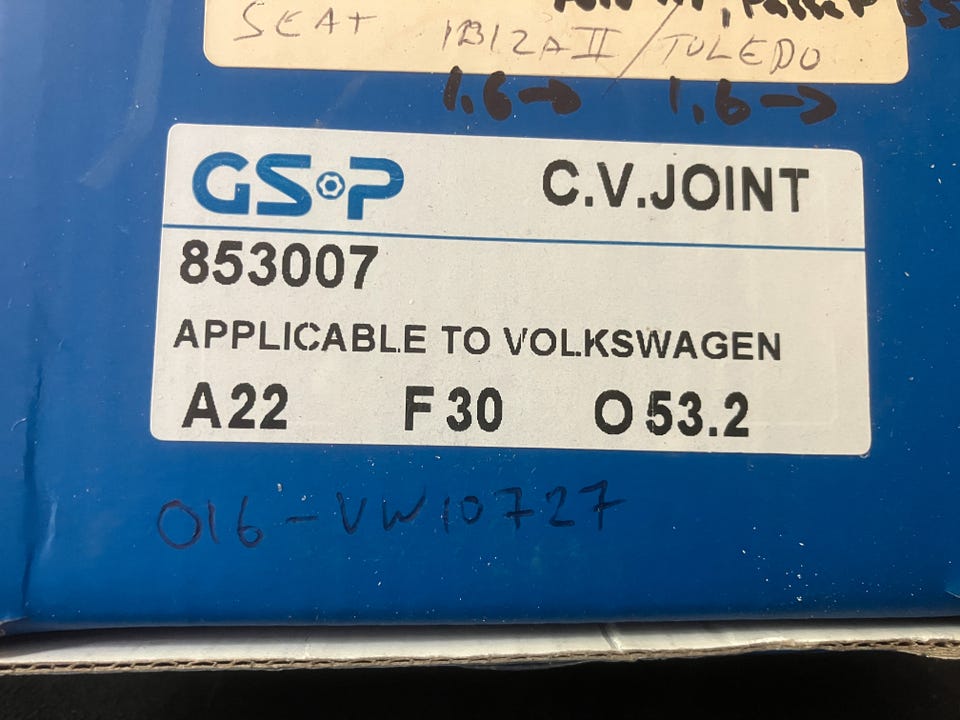 SEAT IBIZA II / TOLEDO
1.6→ 1.6→
GSP C.V.JOINT
853007
APPLICABLE TO VOLKSWAGEN
A22 F30 O53.2
016-VW10727